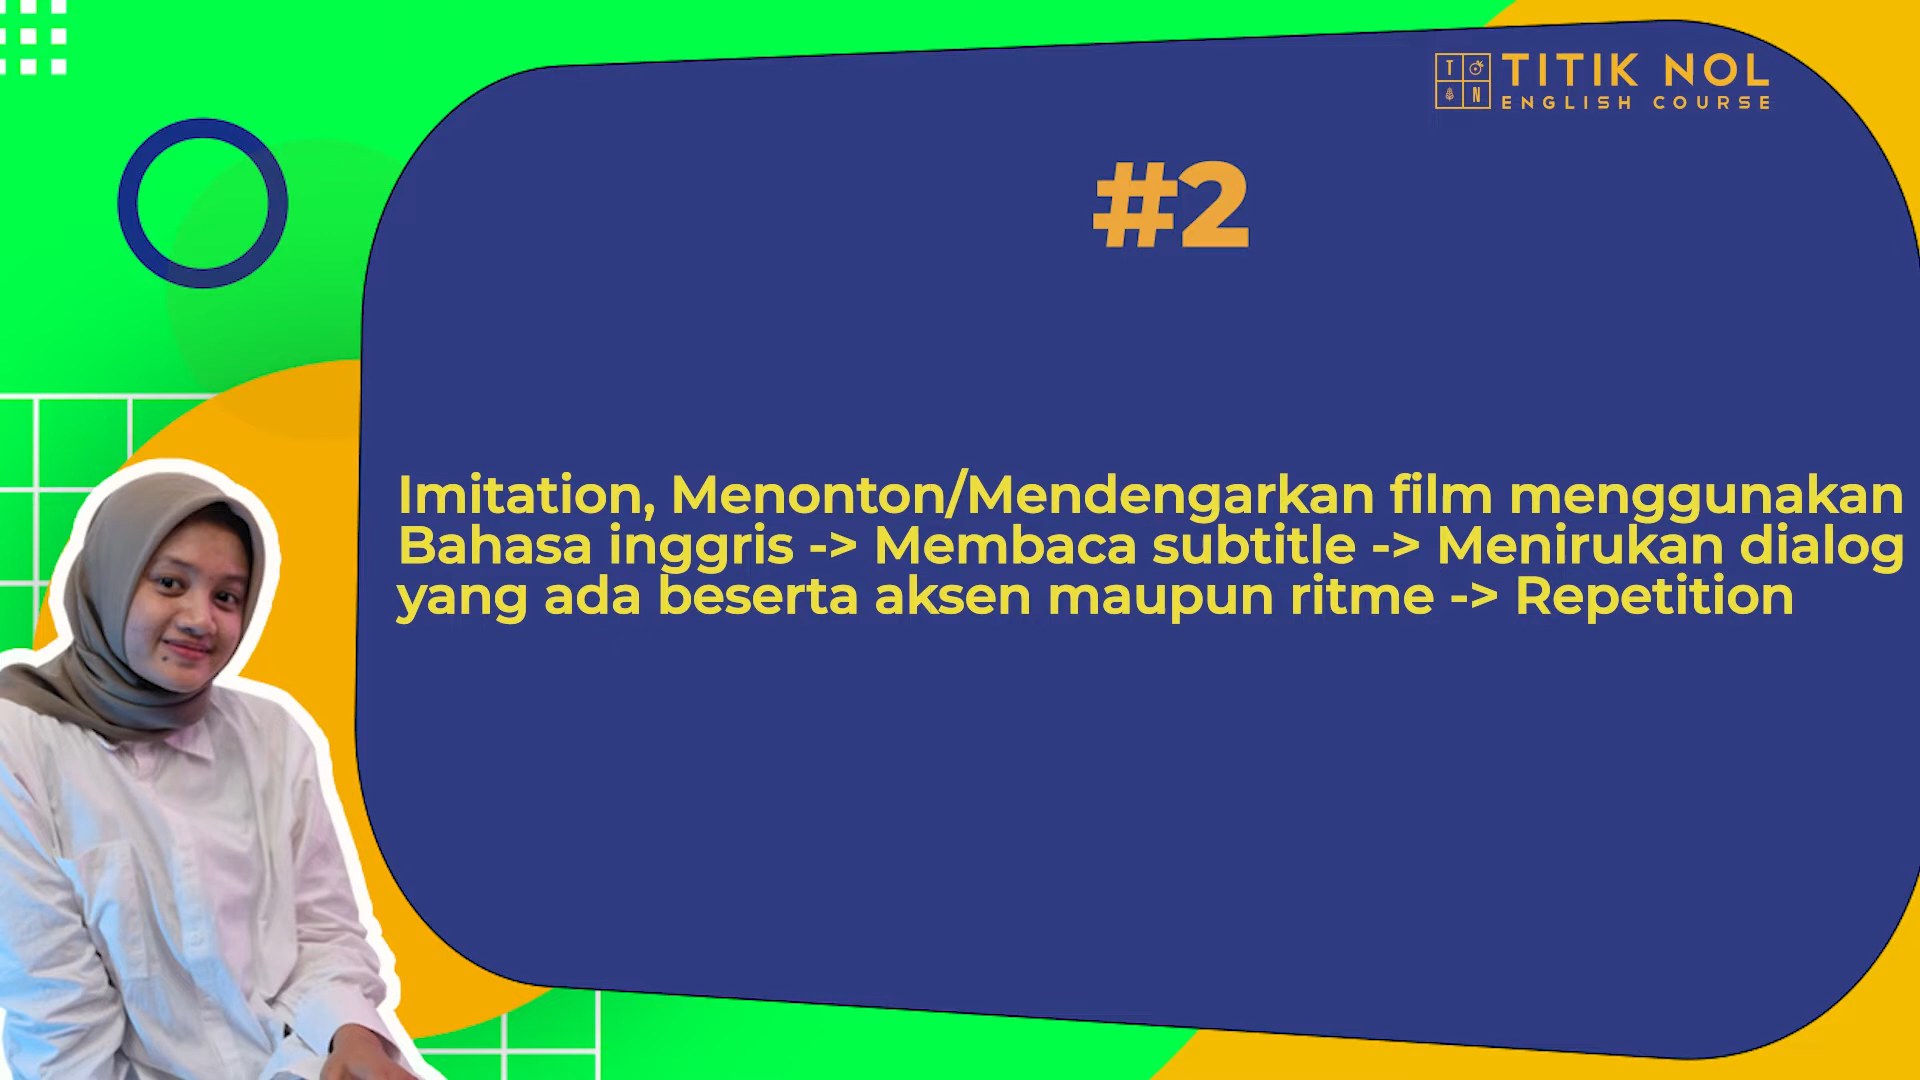 T
N
TITIK NOL
ENGLISH COURSE
#2
Imitation, Menonton/Mendengarkan film menggunakan
Bahasa inggris -> Membaca subtitle -> Menirukan dialog
yang ada beserta aksen maupun ritme -> Repetition